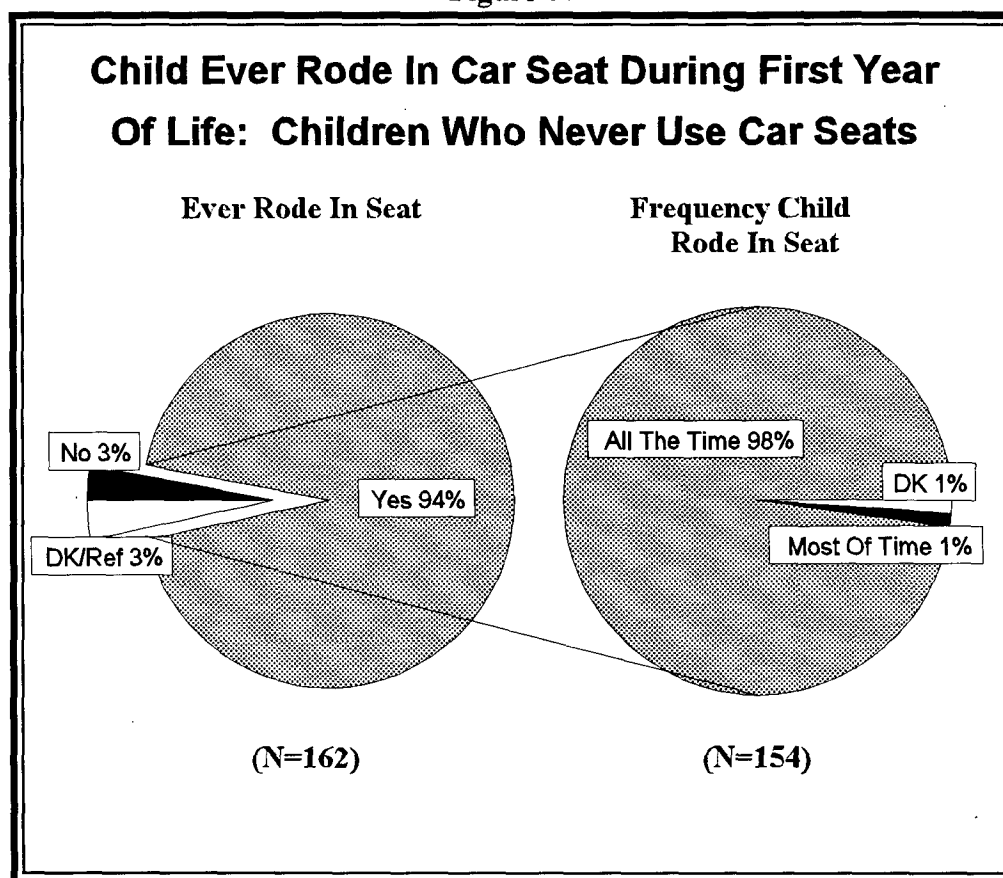 Child Ever Rode In Car Seat During First Year
Of Life: Children Who Never Use Car Seats
Ever Rode In Seat
Frequency Child
Rode In Seat
No 3%
Yes 94%
DK/Ref 3%
All The Time 98%
DK 1%
Most Of Time 1%
(N=162)
(N=154)